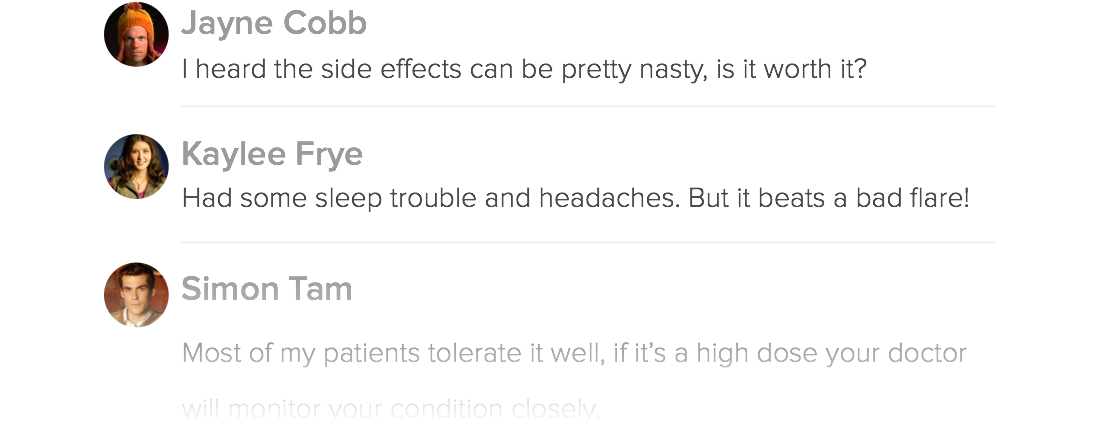 Jayne Cobb
I heard the side effects can be pretty nasty, is it worth it?
Kaylee Frye
Had some sleep trouble and headaches. But it beats a bad flare!
Simon Tam
Most of my patients tolerate it well, if it’s a high dose your doctor
will monitor your condition closely.